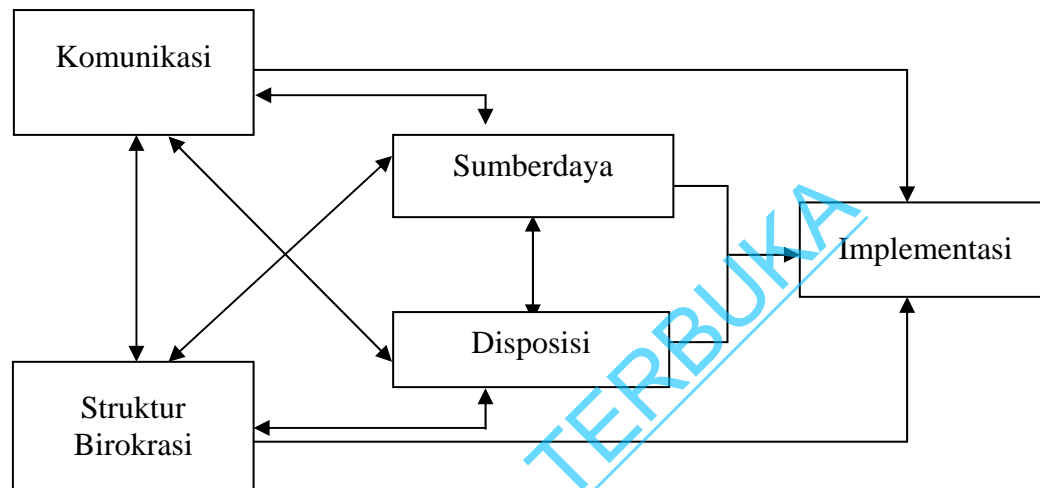 Komunikasi
Sumberdaya
Implementasi
Disposisi
Struktur
Birokrasi
TERBUKA